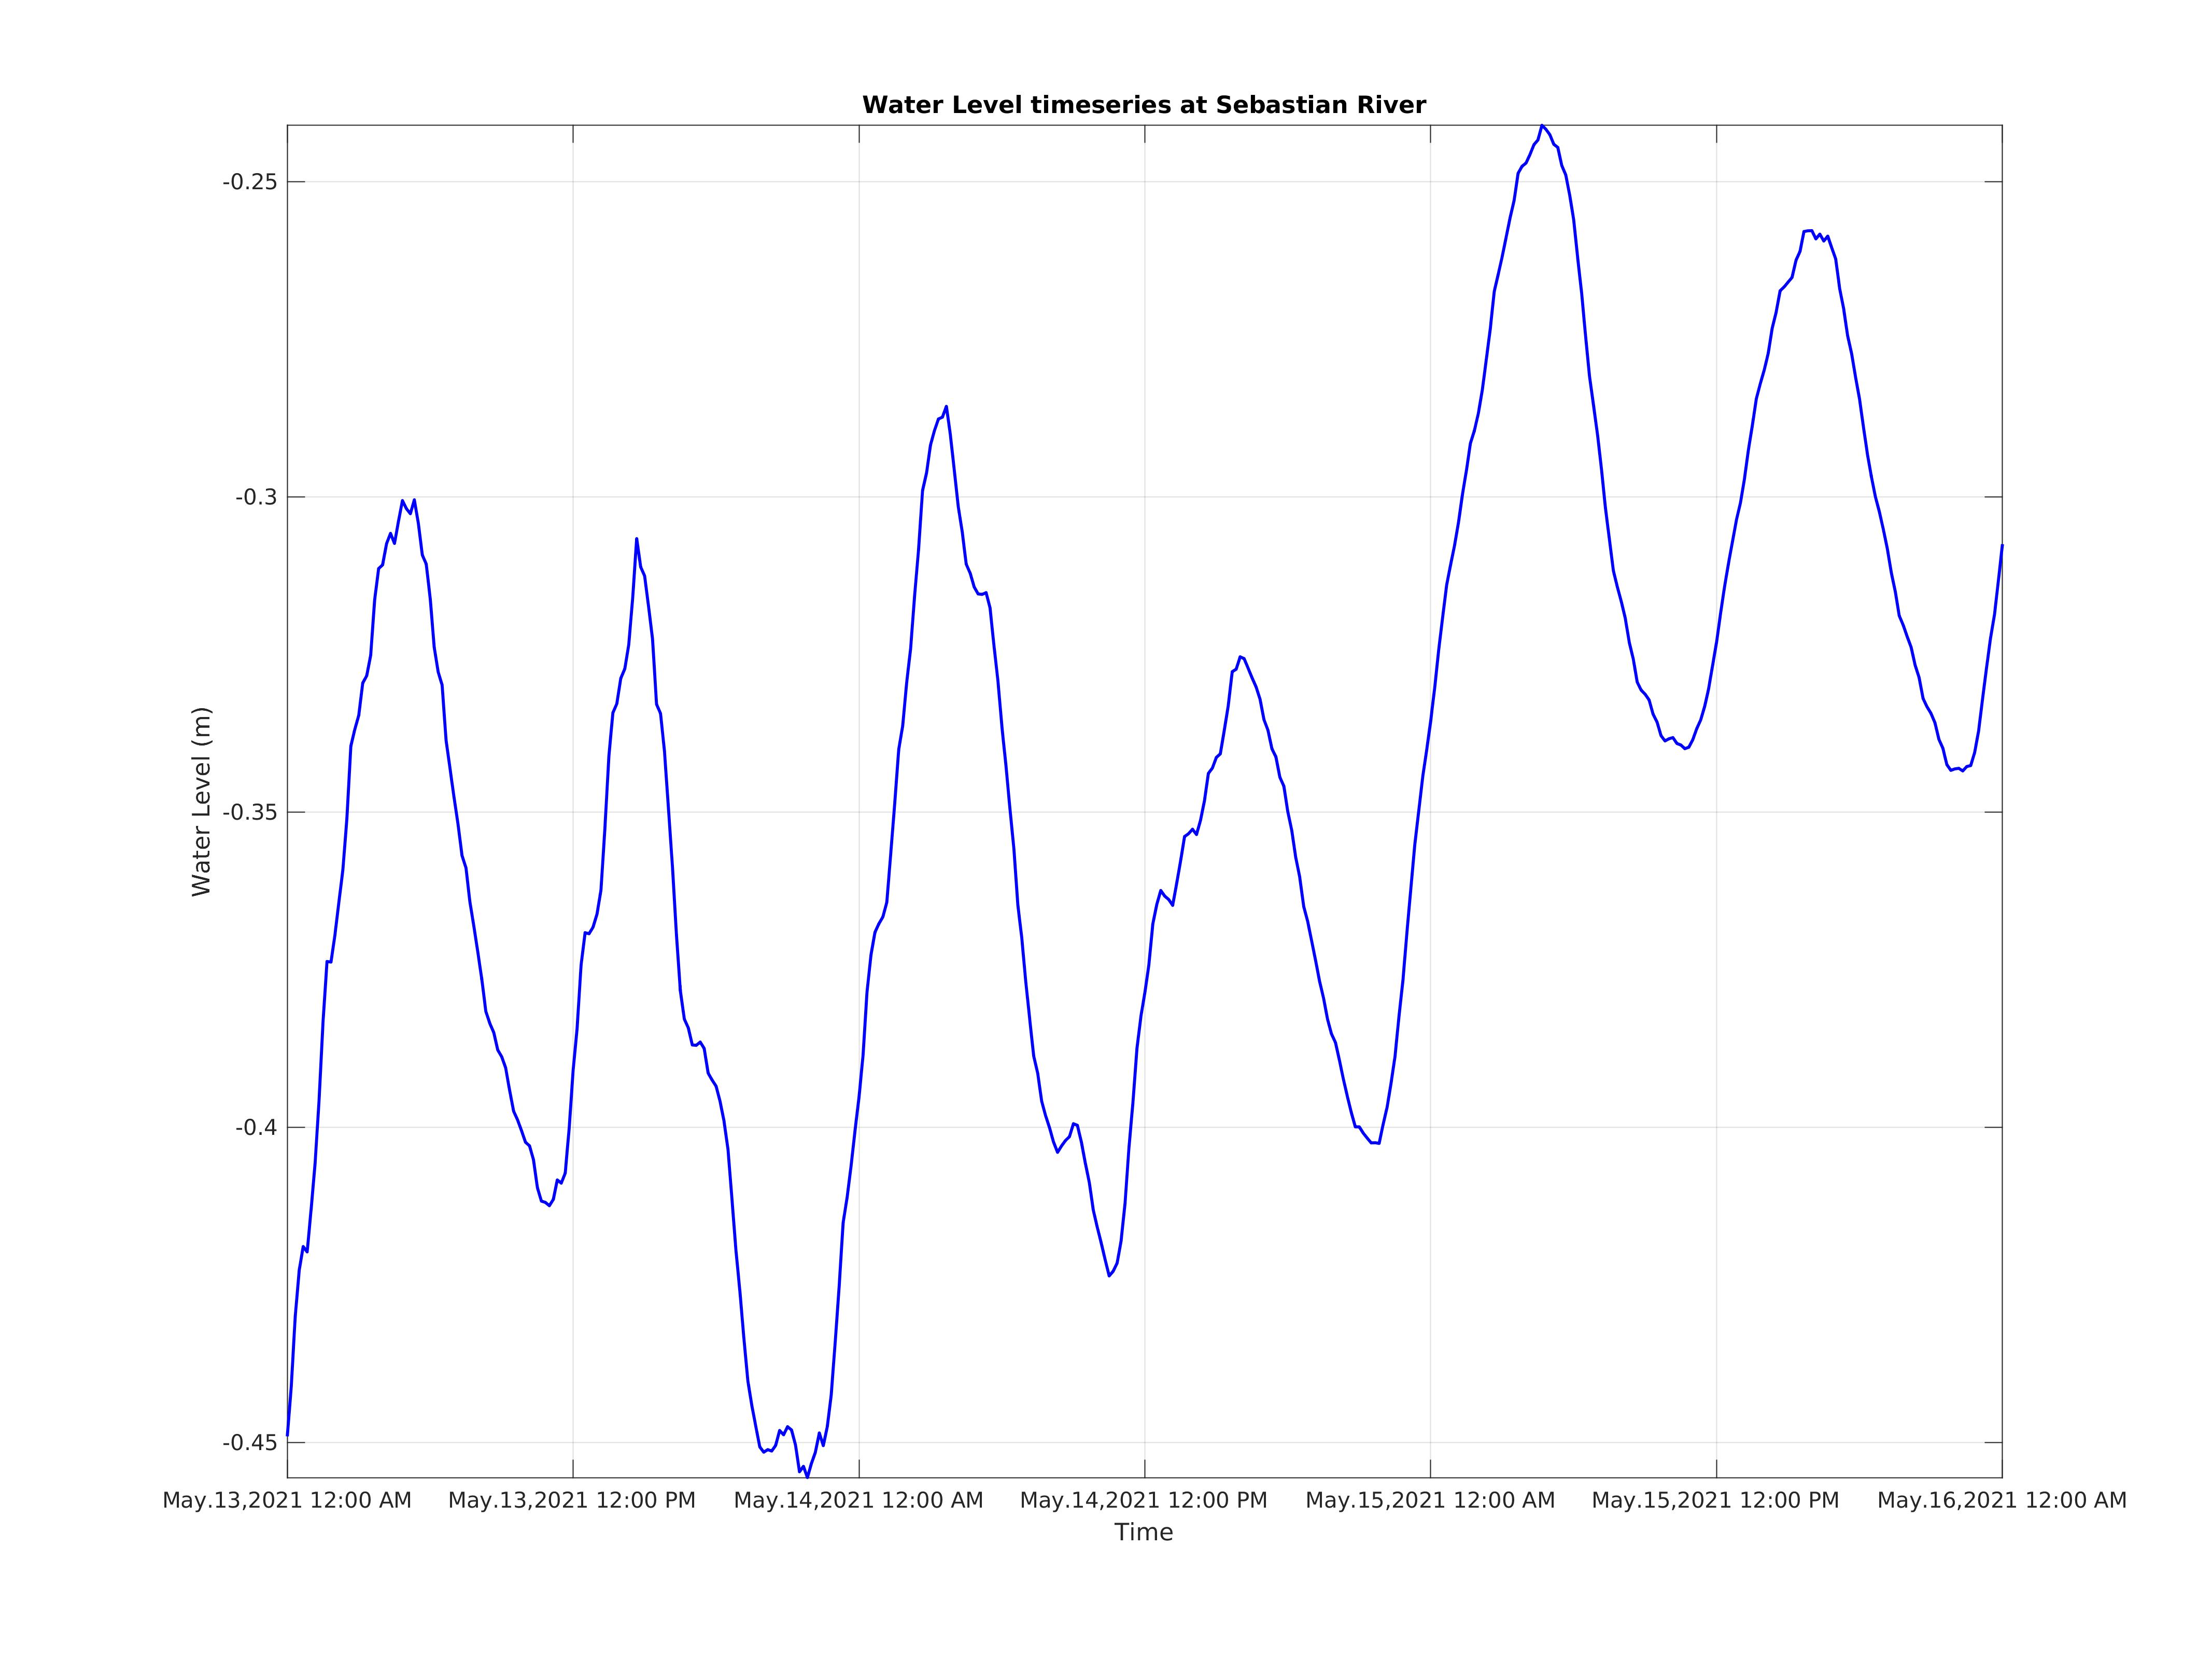 Water Level timeseries at Sebastian River
-0.25
-0.3
-0.35
-0.4
-0.45
Water Level (m)
May.13,2021 12:00 AM
May.13,2021 12:00 PM
May.14,2021 12:00 AM
May.14,2021 12:00 PM
May.15,2021 12:00 AM
May.15,2021 12:00 PM
May.16,2021 12:00 AM
Time